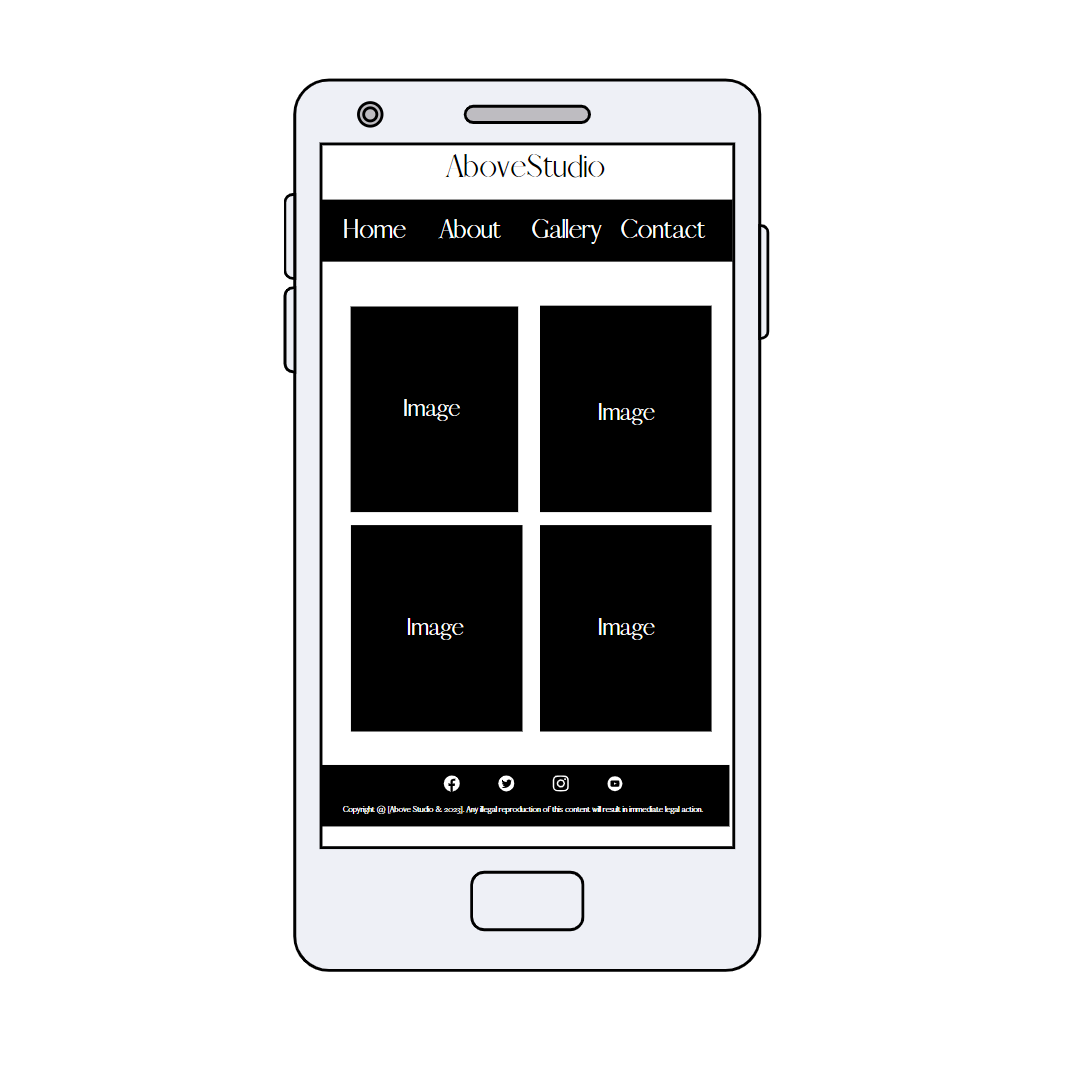 AboveStudio
Home About Gallery Contact
Image Image
Image Image
Copyright @ [Above Studio & 2023]. Any illegal reproduction of this content will result in immediate legal action.